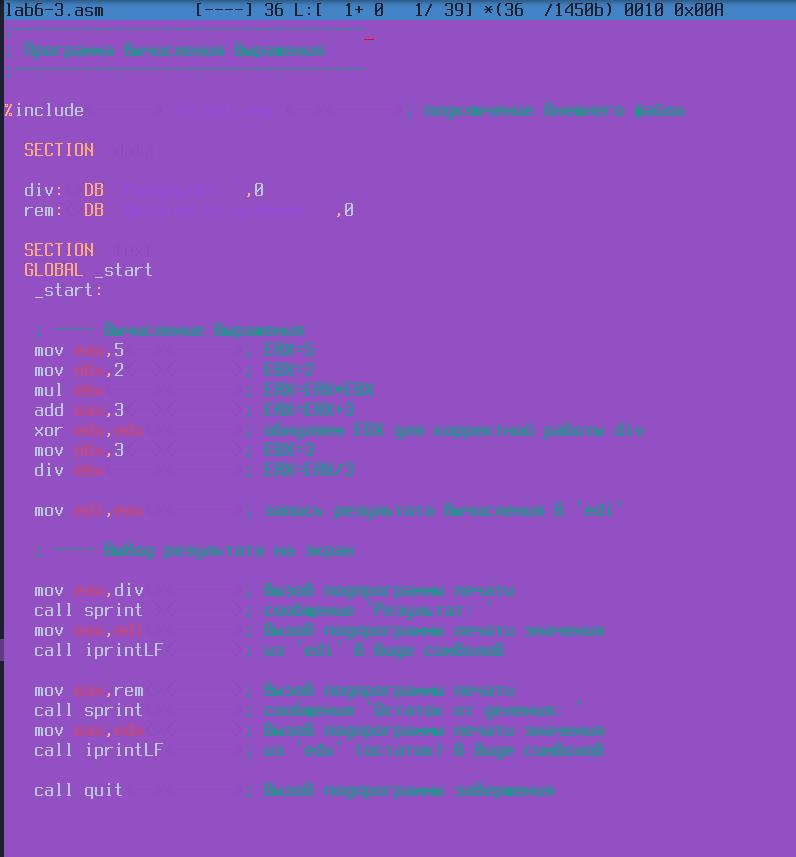 lab6-3.asm [----] 36 L:[ 1+ 0 1/ 39] *(36 /1450b) 0010 0x00A
;------------------------------------
; Программа вычисления выражения
;------------------------------------
%include ; подключение внешнего файла
SECTION .data
div: DB ,0
rem: DB ,0
SECTION .text
GLOBAL _start
_start:
; ---- Вычисление выражения
mov eax,5 ; EAX=5
mov ebx,2 ; EBX=2
mul ebx ; EAX=EAX*EBX
add eax,3 ; EAX=EAX+3
xor edx,edx ; обнуляем EDX для корректной работы div
mov ebx,3 ; EBX=3
div ebx ; EAX=EAX/3
mov edi,eax ; запись результата вычисления в 'edi'
; ---- Вывод результата на экран
mov eax,div ; вызов подпрограммы печати
call sprint ; сообщения 'Результат: '
mov eax,edi ; вызов подпрограммы печати значения
call iprintLF ; из 'edi' в виде символов
mov eax,rem ; вызов подпрограммы печати
call sprint ; сообщения 'Остаток от деления: '
mov eax,edx ; вызов подпрограммы печати значения
call iprintLF ; из 'edx' (остаток) в виде символов
call quit ; вызов подпрограммы завершения